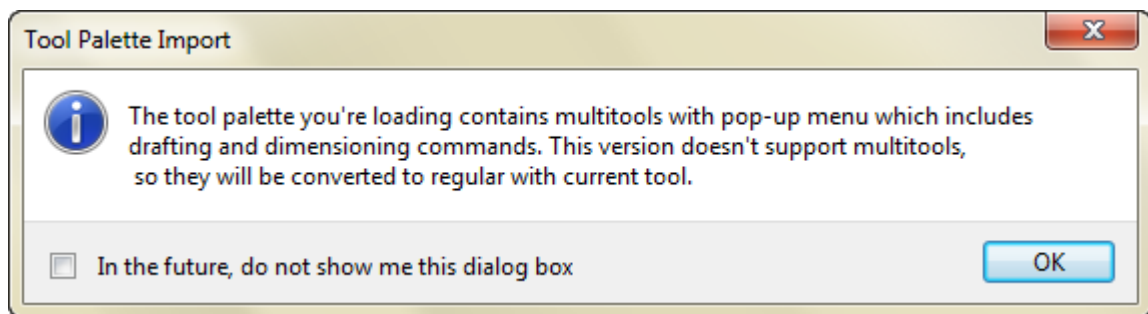 Tool Palette Import
The tool palette you're loading contains multitools with pop-up menu which includes
drafting and dimensioning commands. This version doesn't support multitools,
so they will be converted to regular with current tool.
In the future, do not show me this dialog box
OK